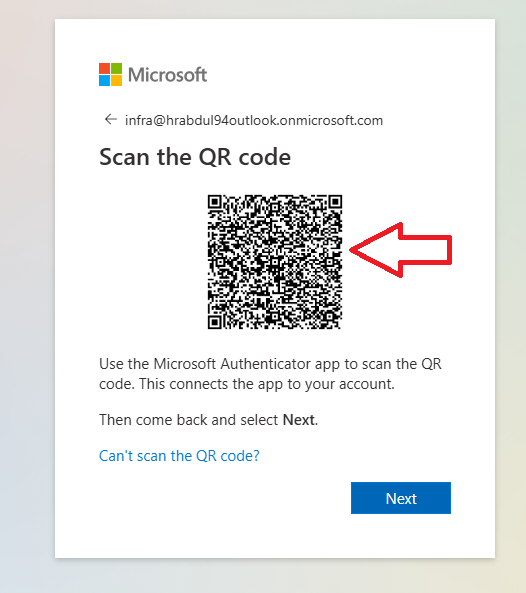 Microsoft
infra@hrabdul94outlook.onmicrosoft.com
Scan the QR code
Use the Microsoft Authenticator app to scan the QR
code. This connects the app to your account.
Then come back and select Next.
Can't scan the QR code?
Next